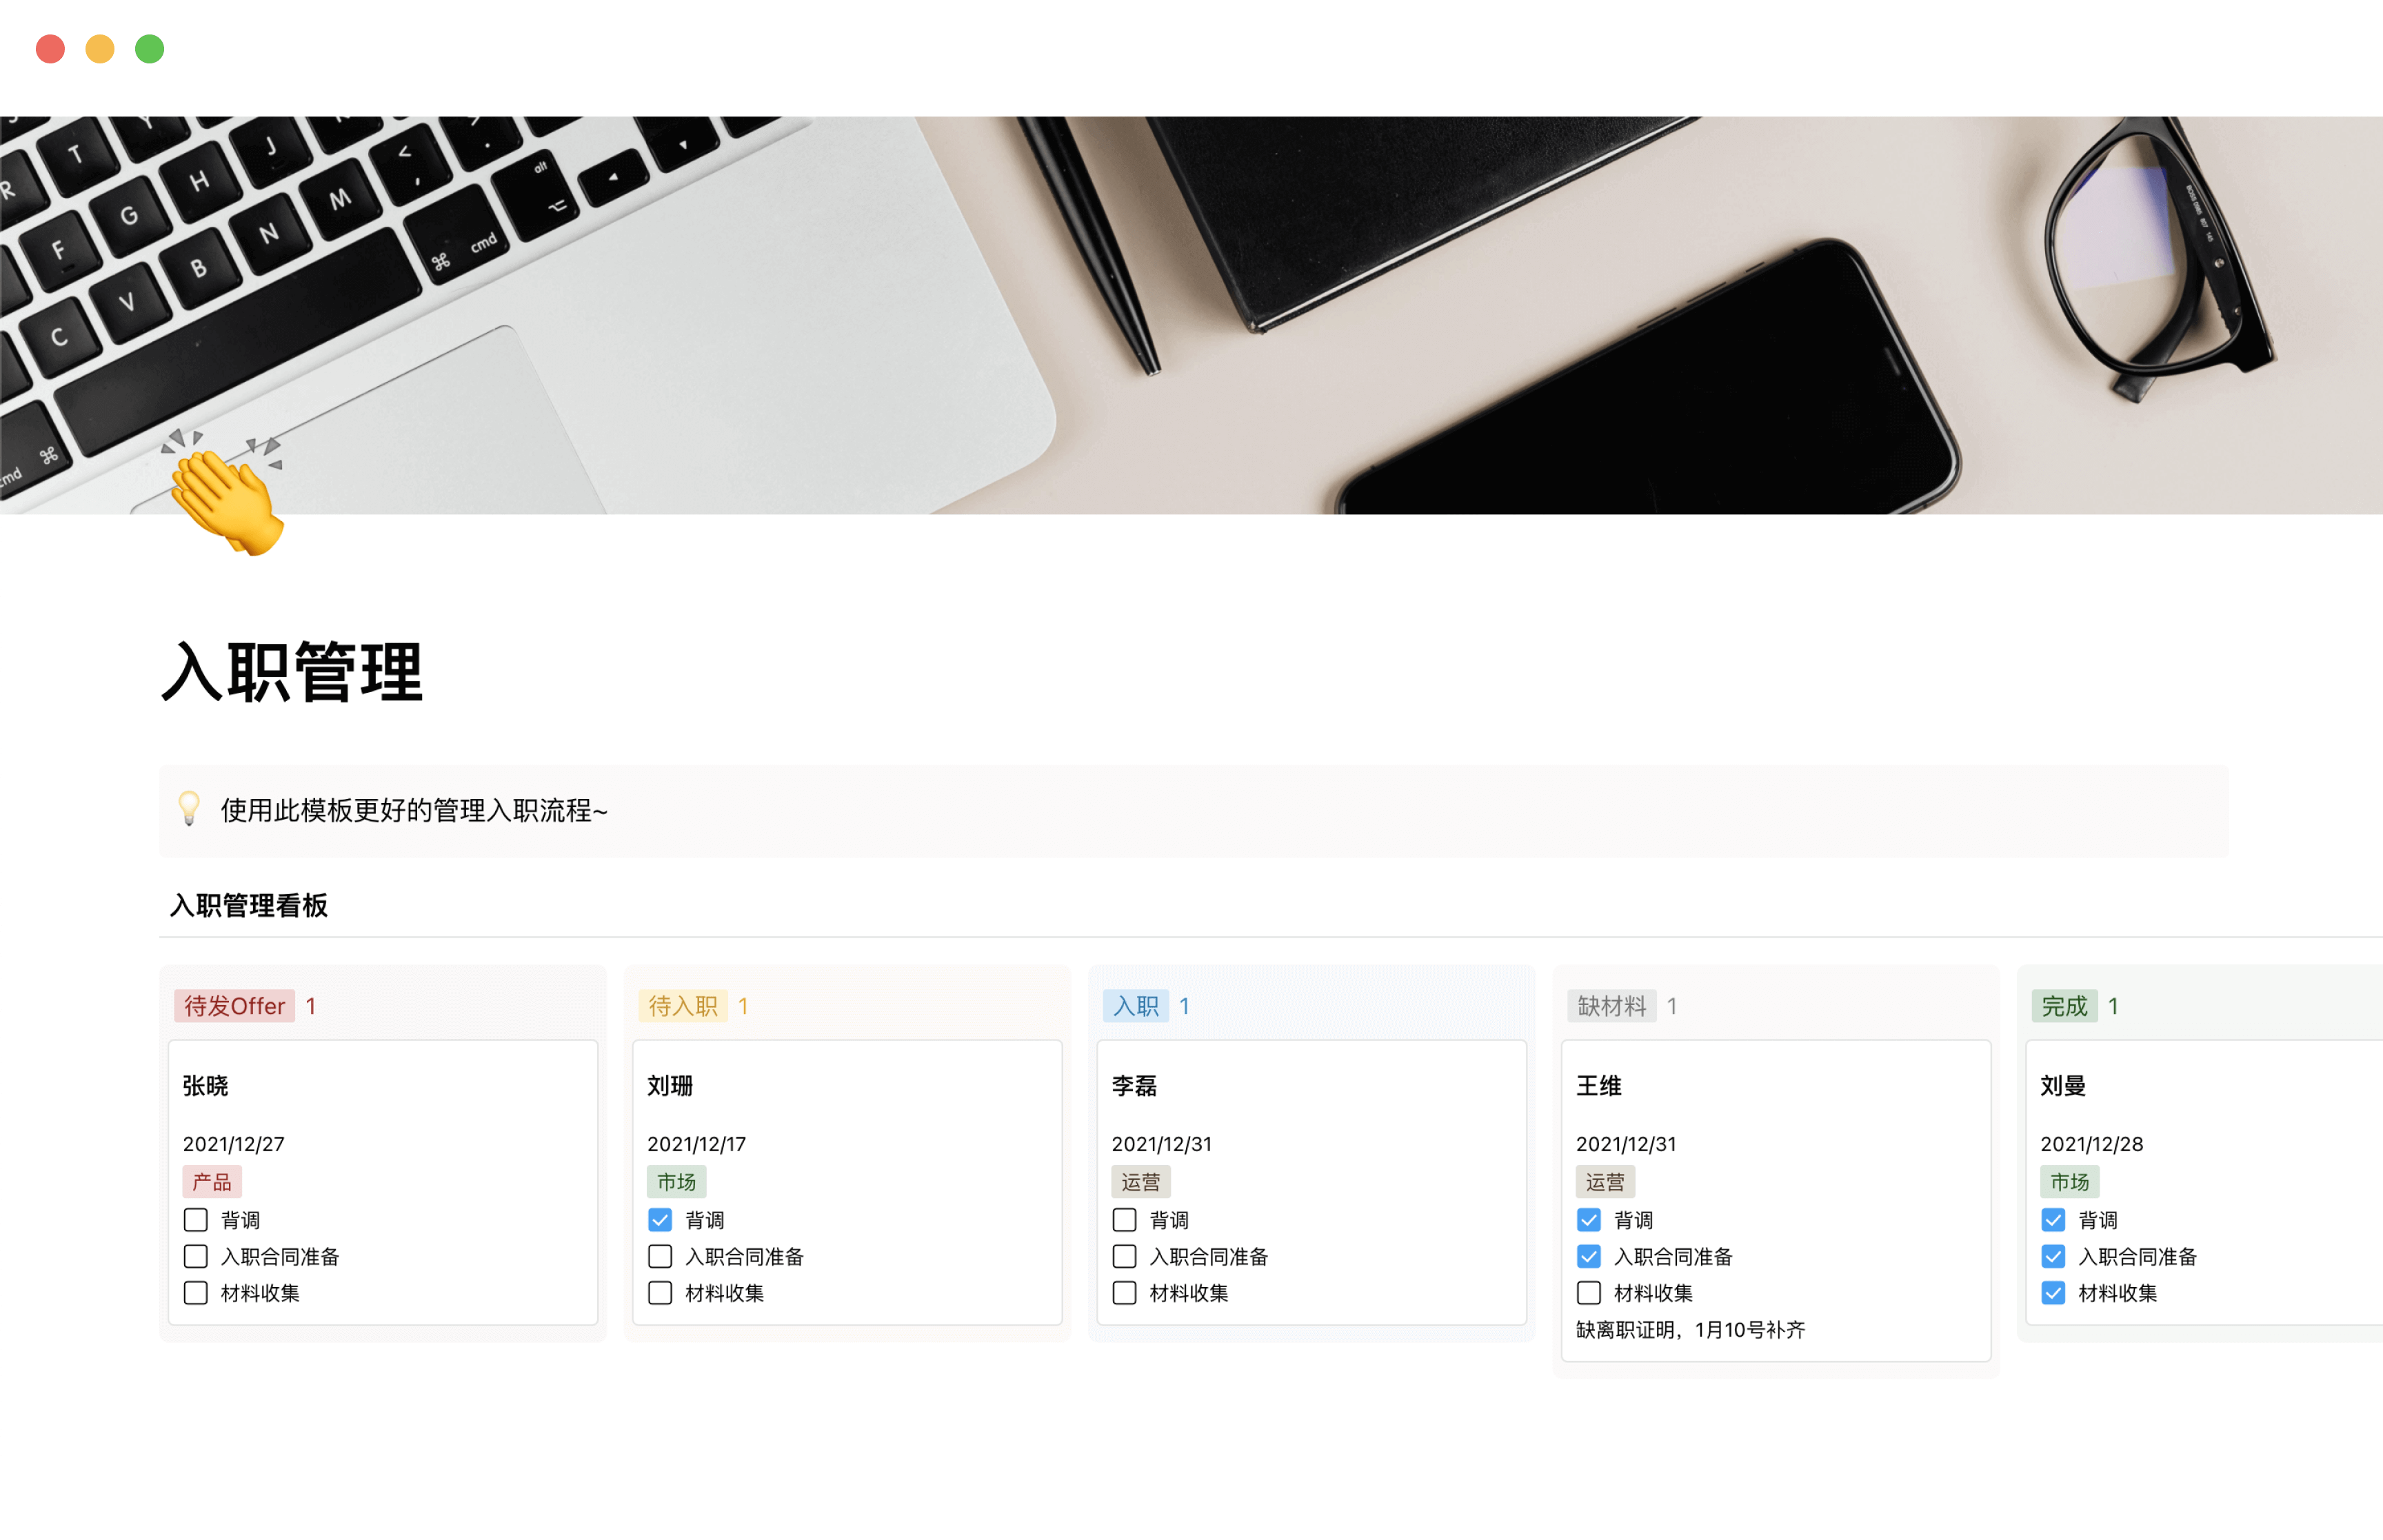 T
H
J
R
F
G
B
N
M
<
,
>
.
alt
⌥
⌘ cmd
C
V
cmd ⌘
入职管理
使用此模板更好的管理入职流程~
入职管理看板
待发Offer 1
张晓
2021/12/27
产品
背调
入职合同准备
材料收集
待入职 1
刘珊
2021/12/17
市场
背调
入职合同准备
材料收集
入职 1
李磊
2021/12/31
运营
背调
入职合同准备
材料收集
缺材料 1
王维
2021/12/31
运营
背调
入职合同准备
材料收集
缺离职证明，1月10号补齐
完成 1
刘曼
2021/12/28
市场
背调
入职合同准备
材料收集